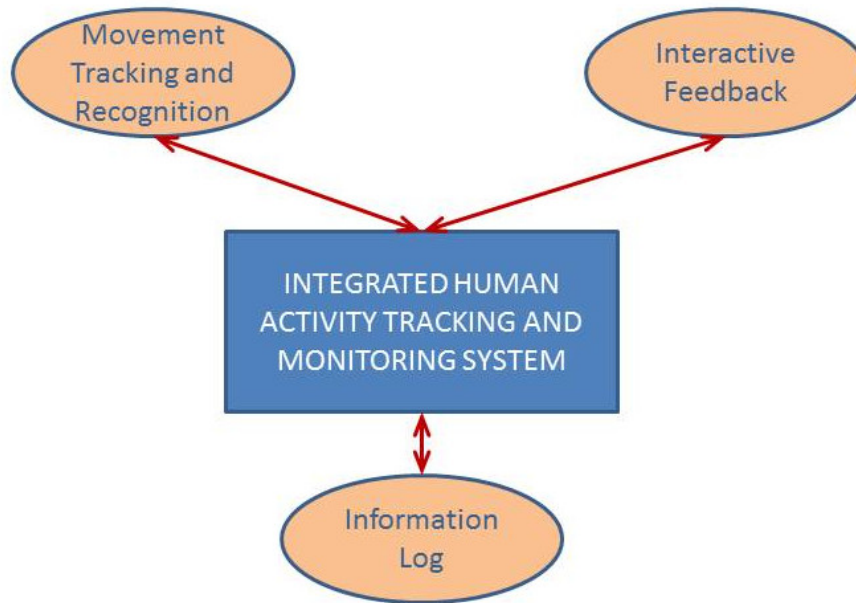 Movement
Tracking and
Recognition
Interactive
Feedback
INTEGRATED HUMAN
ACTIVITY TRACKING AND
MONITORING SYSTEM
Information
Log